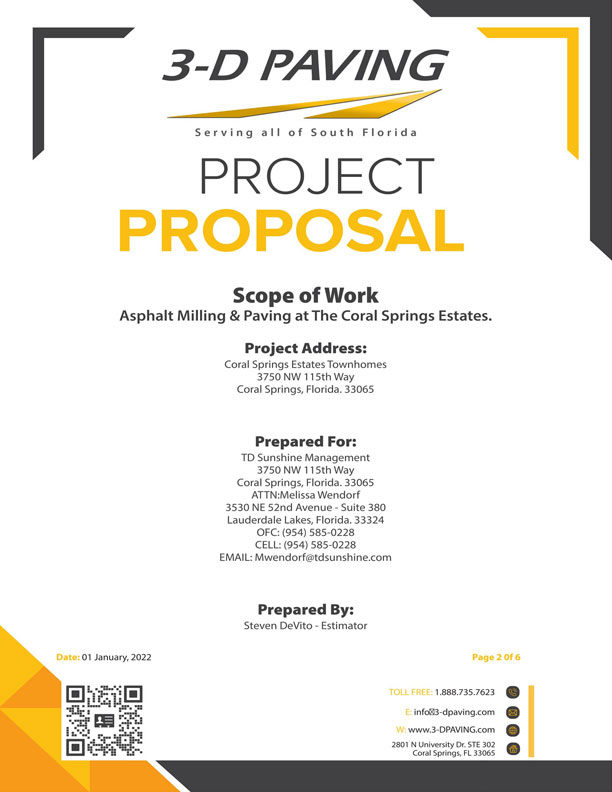 3-D PAVING
Serving all of South Florida
PROJECT
PROPOSAL
Scope of Work
Asphalt Milling & Paving at The Coral Springs Estates.
Project Address:
Coral Springs Estates Townhomes
3750 NW 115th Way
Coral Springs, Florida. 33065
Prepared For:
TD Sunshine Management
3750 NW 115th Way
Coral Springs, Florida. 33065
ATTN:Melissa Wendorf
3530 NE 52nd Avenue - Suite 380
Lauderdale Lakes, Florida. 33324
OFC: (954) 585-0228
CELL: (954) 585-0228
EMAIL: Mwendorf@tdsunshine.com
Prepared By:
Steven DeVito - Estimator
Date: 01 January, 2022
Page 2 0f 6
TOLL FREE: 1.888.735.7623
E: info⍰3-dpaving.com
W: www.3-DPAVING.com
2801 N University Dr. STE 302
Coral Springs, FL 33065